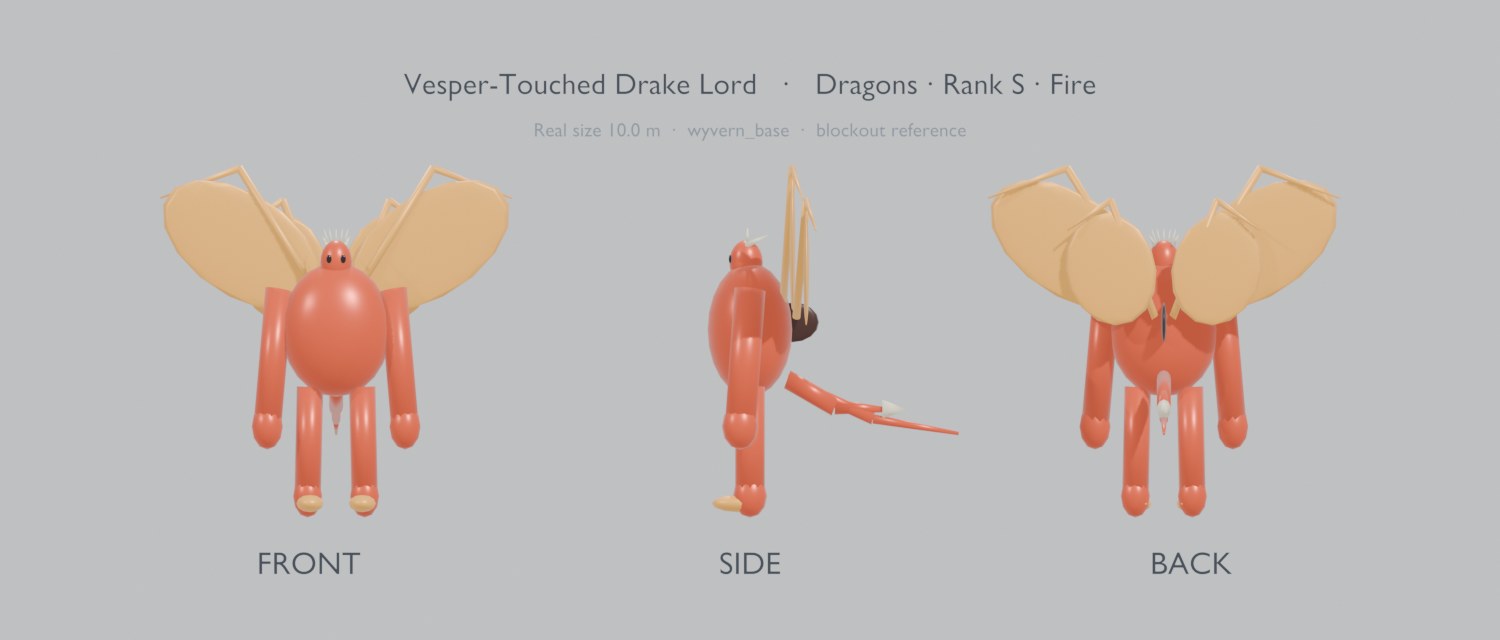 Vesper-Touched Drake Lord · Dragons · Rank S · Fire
Real size 10.0 m · wyvern_base · blockout reference
FRONT
SIDE
BACK